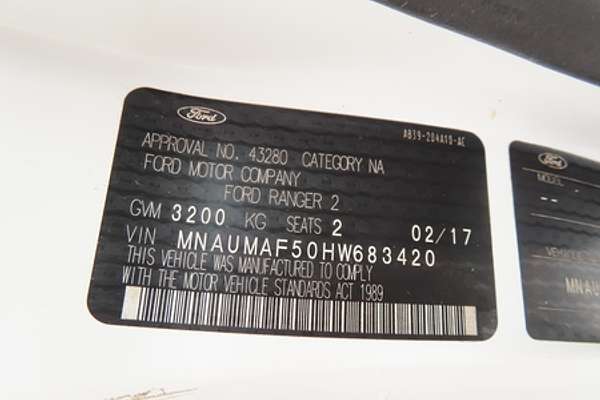 Ford
AB39-204A10-AE
APPROVAL NO. 43280 CATEGORY NA
FORD MOTOR COMPANY
FORD RANGER 2
GVM 3200 KG SEATS 2 02/17
VIN MNAUMAF50HW683420
THIS VEHICLE WAS MANUFACTURED TO COMPLY
WITH THE MOTOR VEHICLE STANDARDS ACT 1989
Ford
MODEL
--
--
MNAU